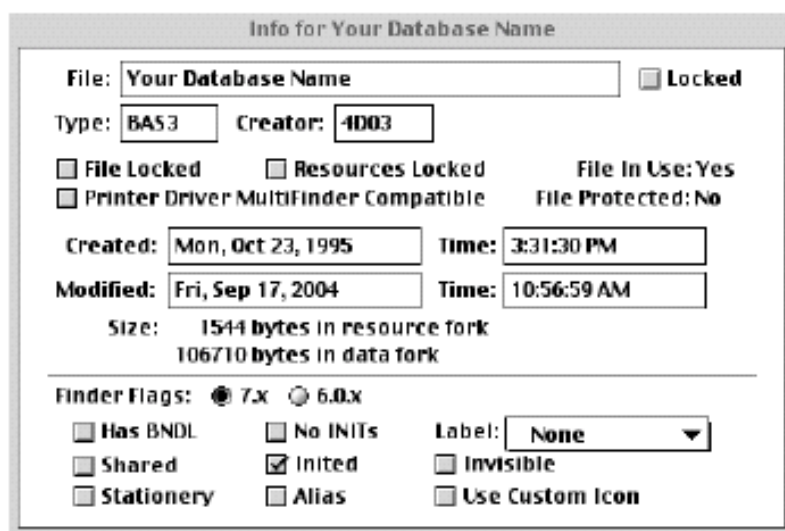 Info for Your Database Name
File: Your Database Name Locked
Type: BAS3 Creator: 4D03
File Locked Resources Locked File In Use: Yes
Printer Driver MultiFinder Compatible File Protected: No
Created: Mon, Oct 23, 1995 Time: 3:31:30 PM
Modified: Fri, Sep 17, 2004 Time: 10:56:59 AM
Size: 1544 bytes in resource fork
106710 bytes in data fork
Finder Flags: 7.x 6.0.x
Has BNDL No INITs Label: None
Shared Inited Invisible
Stationery Alias Use Custom Icon